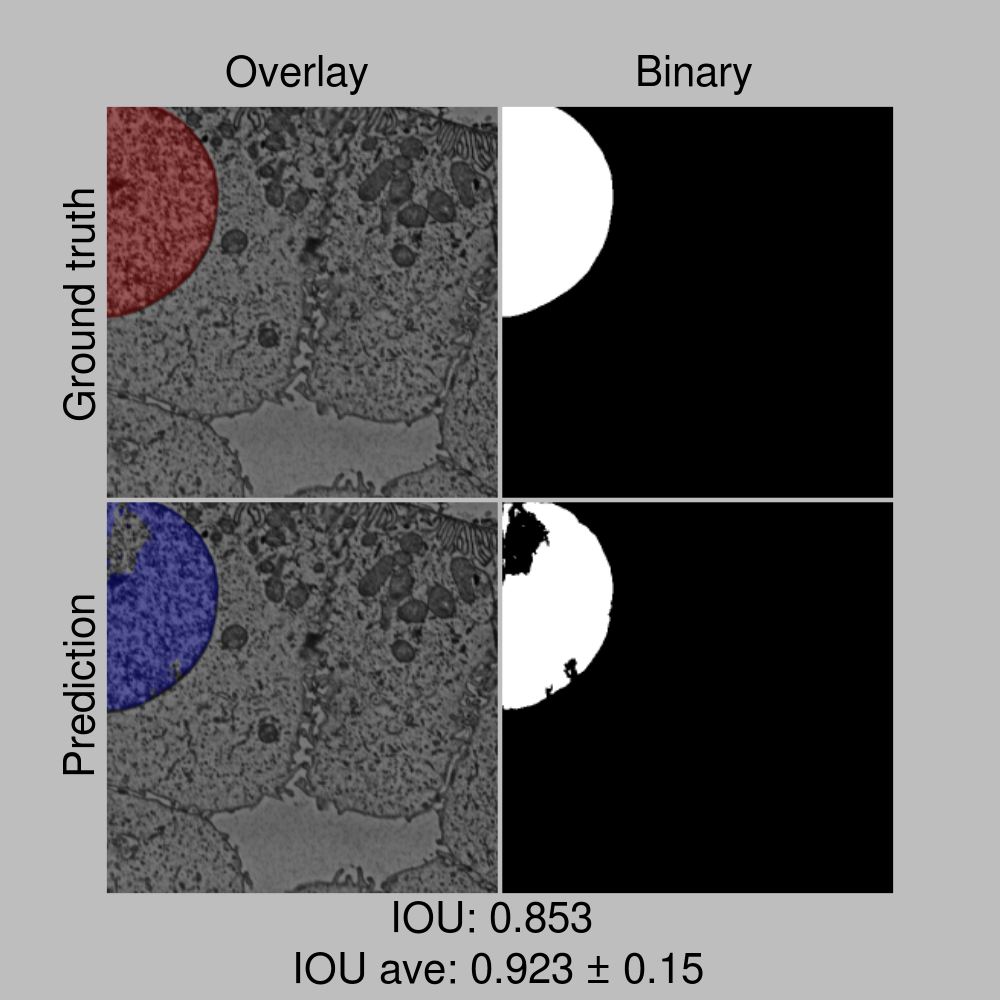 Overlay
Binary
Ground truth
Prediction
IOU: 0.853
IOU ave: 0.923 ± 0.15